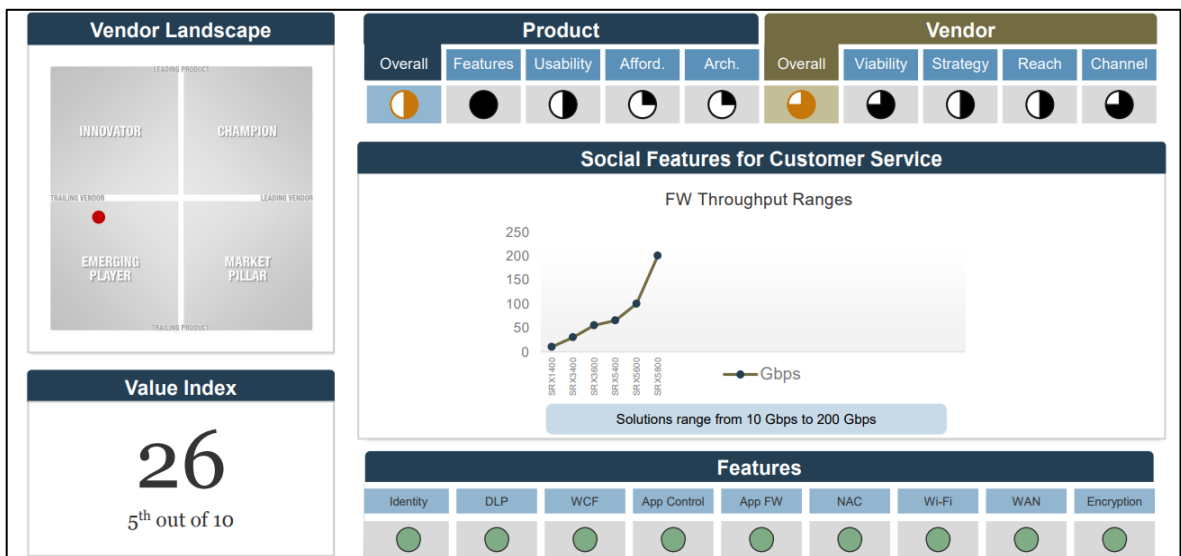 Vendor Landscape
LEADING PRODUCT
INNOVATOR
CHAMPION
TRAILING VENDOR
LEADING VENDOR
EMERGING
PLAYER
MARKET
PILLAR
TRAILING PRODUCT
Value Index
26
5th out of 10
Product
Vendor
Overall Features Usability Afford. Arch. Overall Viability Strategy Reach Channel
Social Features for Customer Service
FW Throughput Ranges
250
200
150
100
50
0
SRX1400
SRX3400
SRX3600
SRX5400
SRX5600
SRX5800
Gbps
Solutions range from 10 Gbps to 200 Gbps
Features
Identity DLP WCF App Control App FW NAC Wi-Fi WAN Encryption